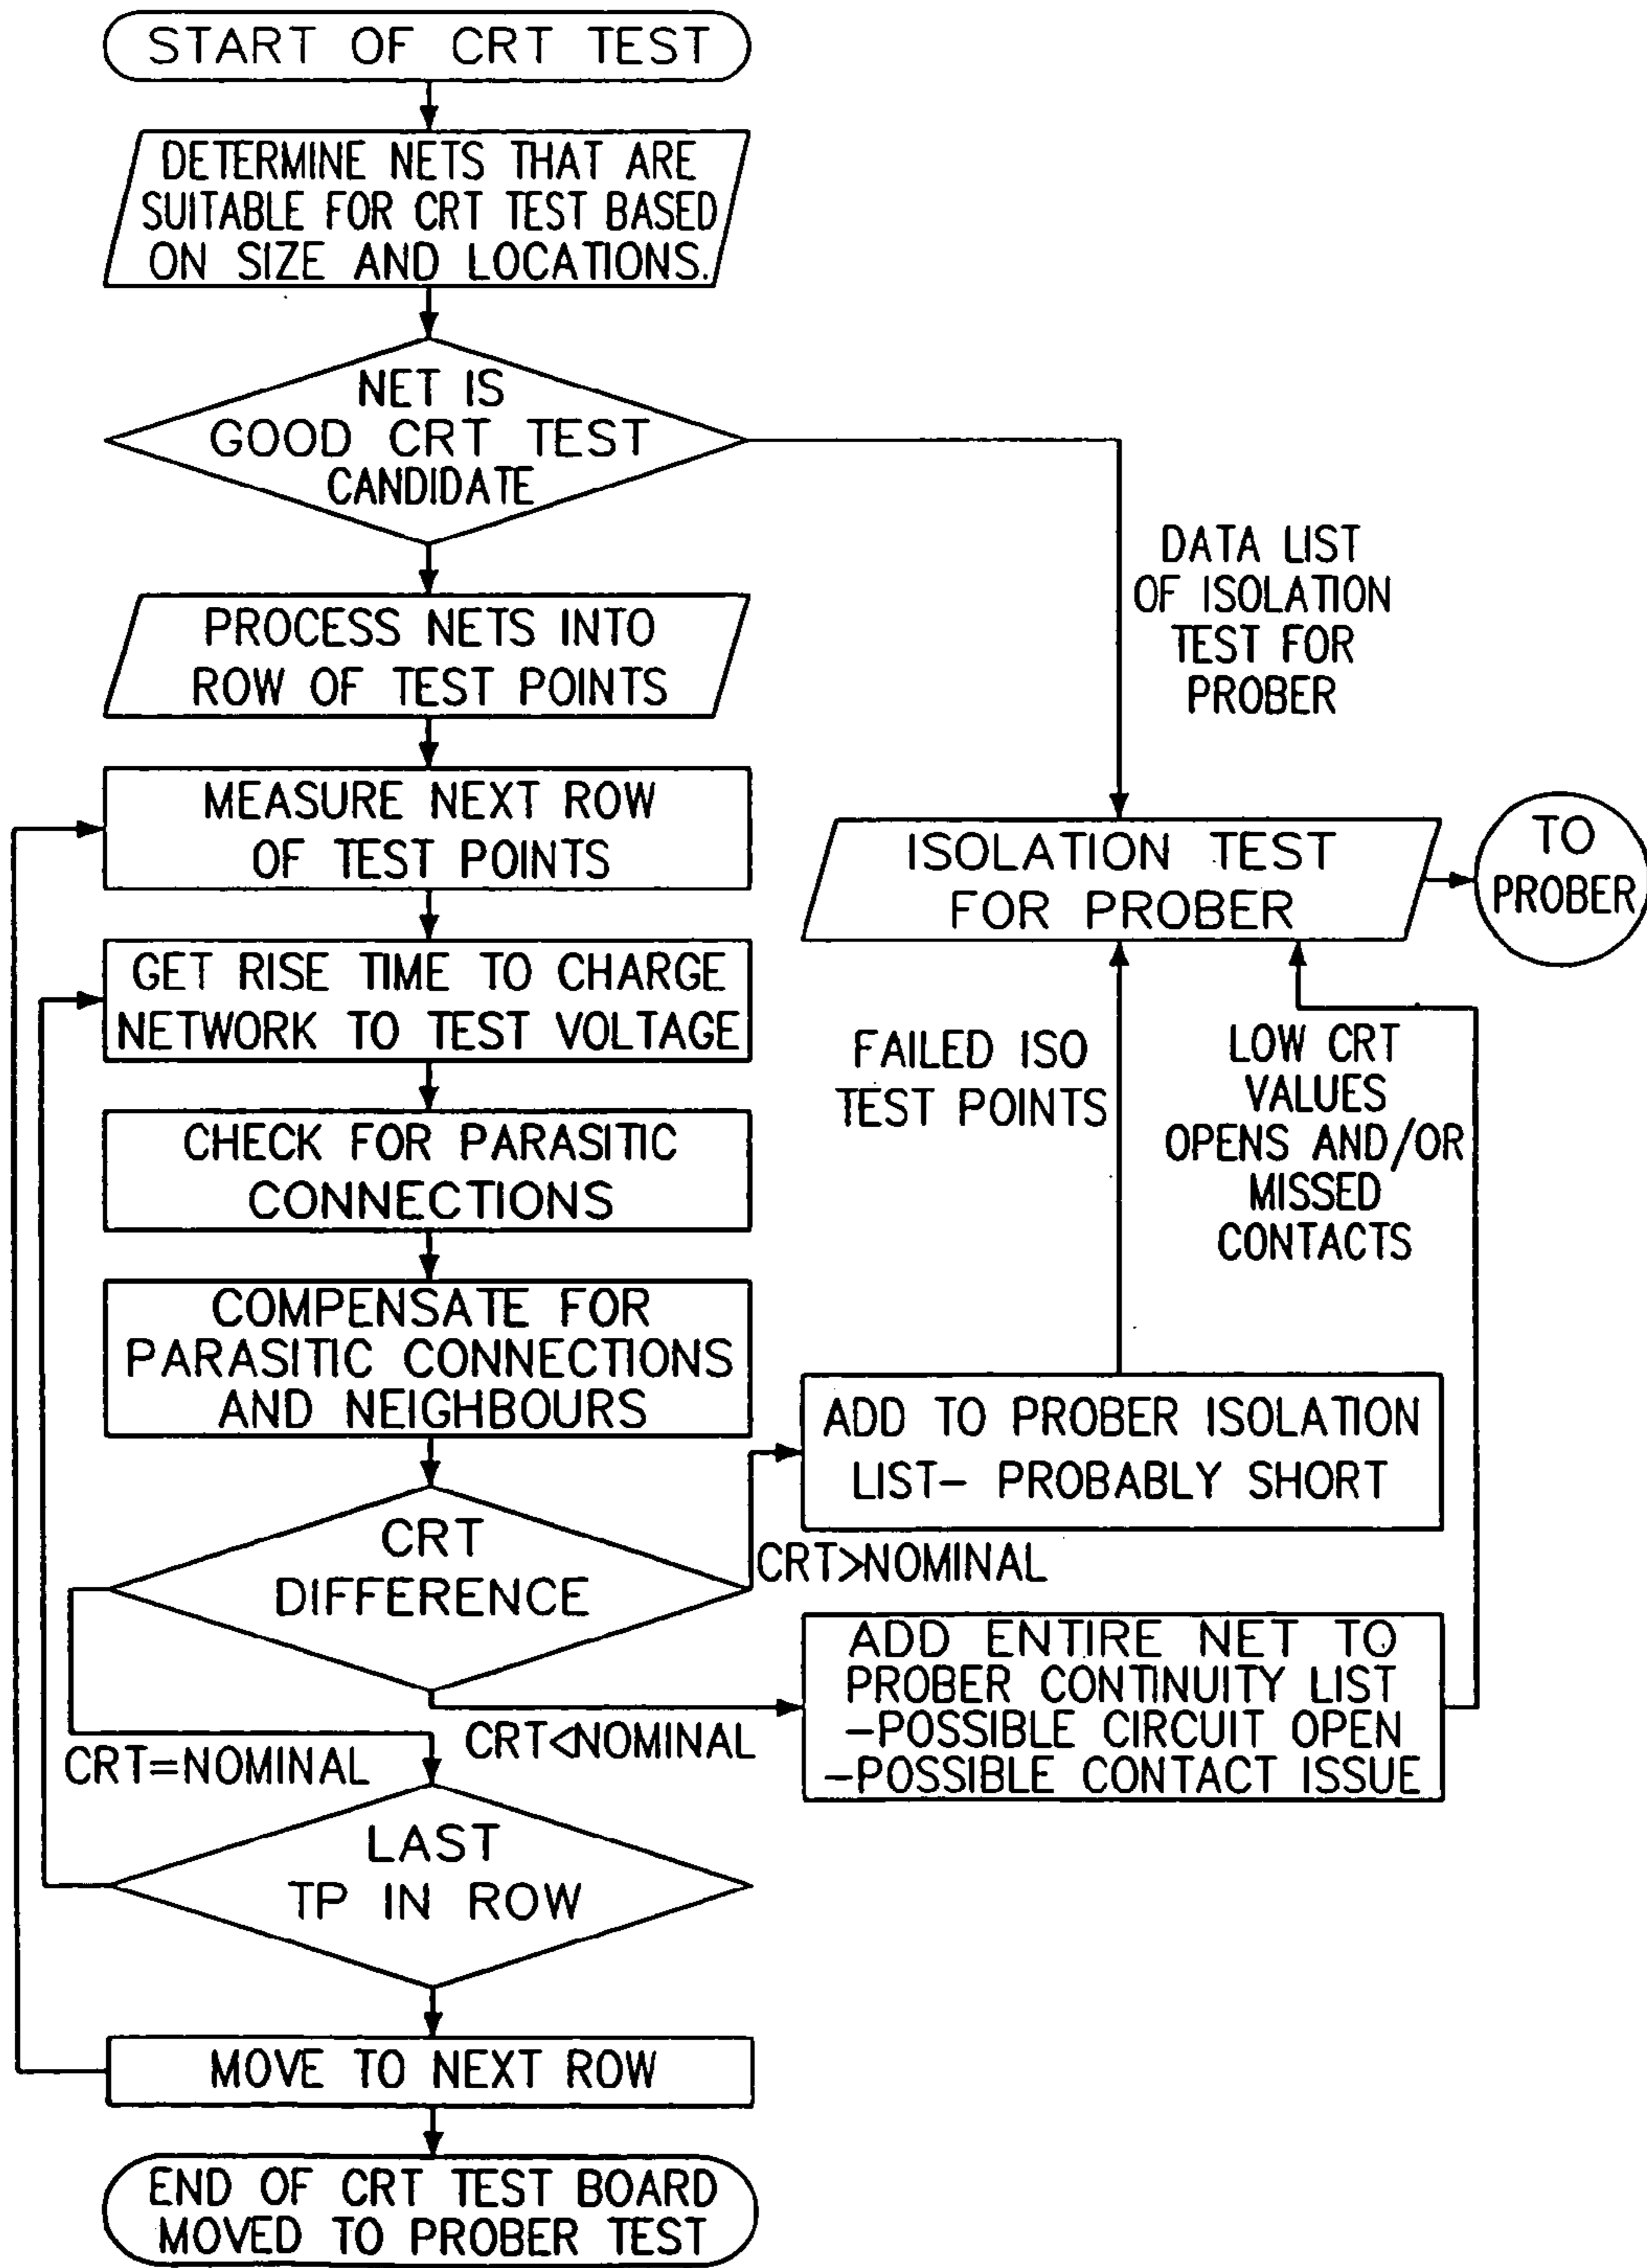 START OF CRT TEST
DETERMINE NETS THAT ARE
SUITABLE FOR CRT TEST BASED
ON SIZE AND LOCATIONS.
NET IS
GOOD CRT TEST
CANDIDATE
DATA LIST
OF ISOLATION
TEST FOR
PROBER
PROCESS NETS INTO
ROW OF TEST POINTS
MEASURE NEXT ROW
OF TEST POINTS
ISOLATION TEST
FOR PROBER
TO
PROBER
GET RISE TIME TO CHARGE
NETWORK TO TEST VOLTAGE
FAILED ISO
TEST POINTS
LOW CRT
VALUES
OPENS AND/OR
MISSED
CONTACTS
CHECK FOR PARASITIC
CONNECTIONS
COMPENSATE FOR
PARASITIC CONNECTIONS
AND NEIGHBOURS
ADD TO PROBER ISOLATION
LIST- PROBABLY SHORT
CRT
DIFFERENCE
CRT>NOMINAL
ADD ENTIRE NET TO
PROBER CONTINUITY LIST
-POSSIBLE CIRCUIT OPEN
-POSSIBLE CONTACT ISSUE
CRT<NOMINAL
CRT=NOMINAL
LAST
TP IN ROW
MOVE TO NEXT ROW
END OF CRT TEST BOARD
MOVED TO PROBER TEST